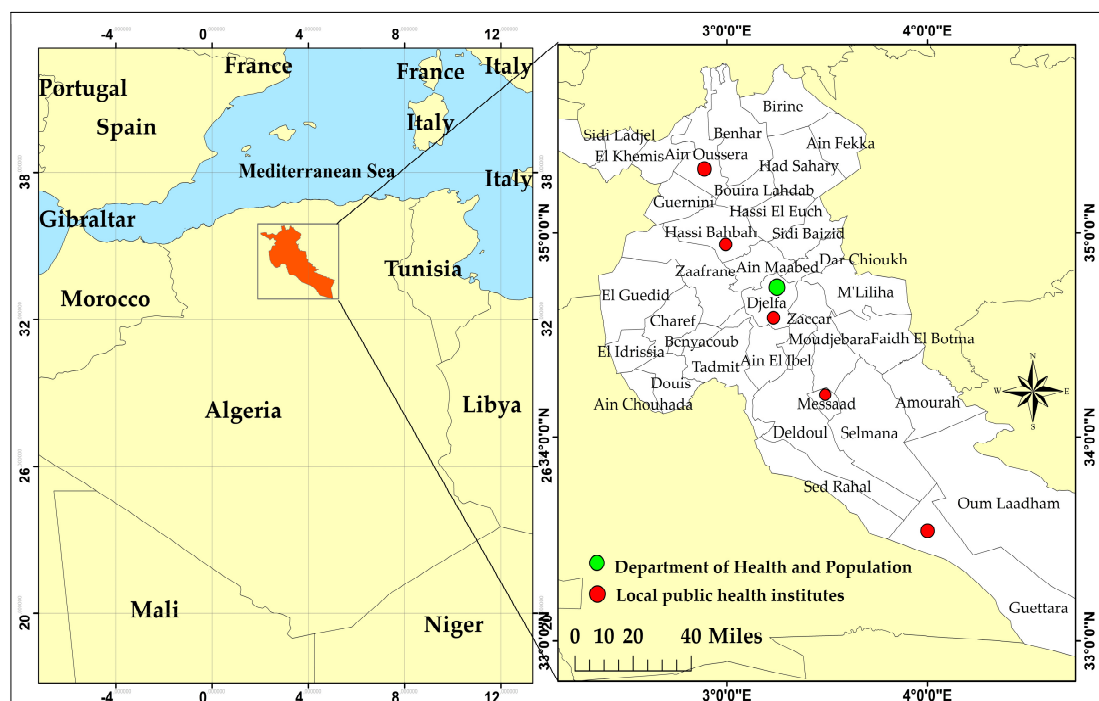 -4 0 4 8 12
France
France
Italy
Portugal
Spain
Italy
Mediterranean Sea
38
38
Italy
Gibraltar
Tunisia
Morocco
32
32
Algeria
Libya
26
26
Mali
Niger
20
20
-4 0 4 8 12
Birine
Benhar
Sidi Ladjel
Ain Fekka
El Khemis
Ain Oussera
Had Sahary
Bouira Lahdab
Guernini
Hassi El Euch
Hassi Bahbah
Sidi Baizid
Dar Chioukh
Ain Maabed
Zaafrane
El Guedid
M'Liliha
Djelfa
Charef
Zaccar
Benyacoub
Moudjebara
Faidh El Botma
El Idrissia
Ain El Ibel
Tadmit
Douis
Ain Chouhada
Messaad
Amourah
Deldoul
Selmana
Sed Rahal
Oum Laadham
Guettara
N
W
E
S
Department of Health and Population
Local public health institutes
0 10 20 40 Miles
35°0'0"N
34°0'0"N
33°0'0"N
35°0'0"N
34°0'0"N
33°0'0"N
3°0'0"E
4°0'0"E